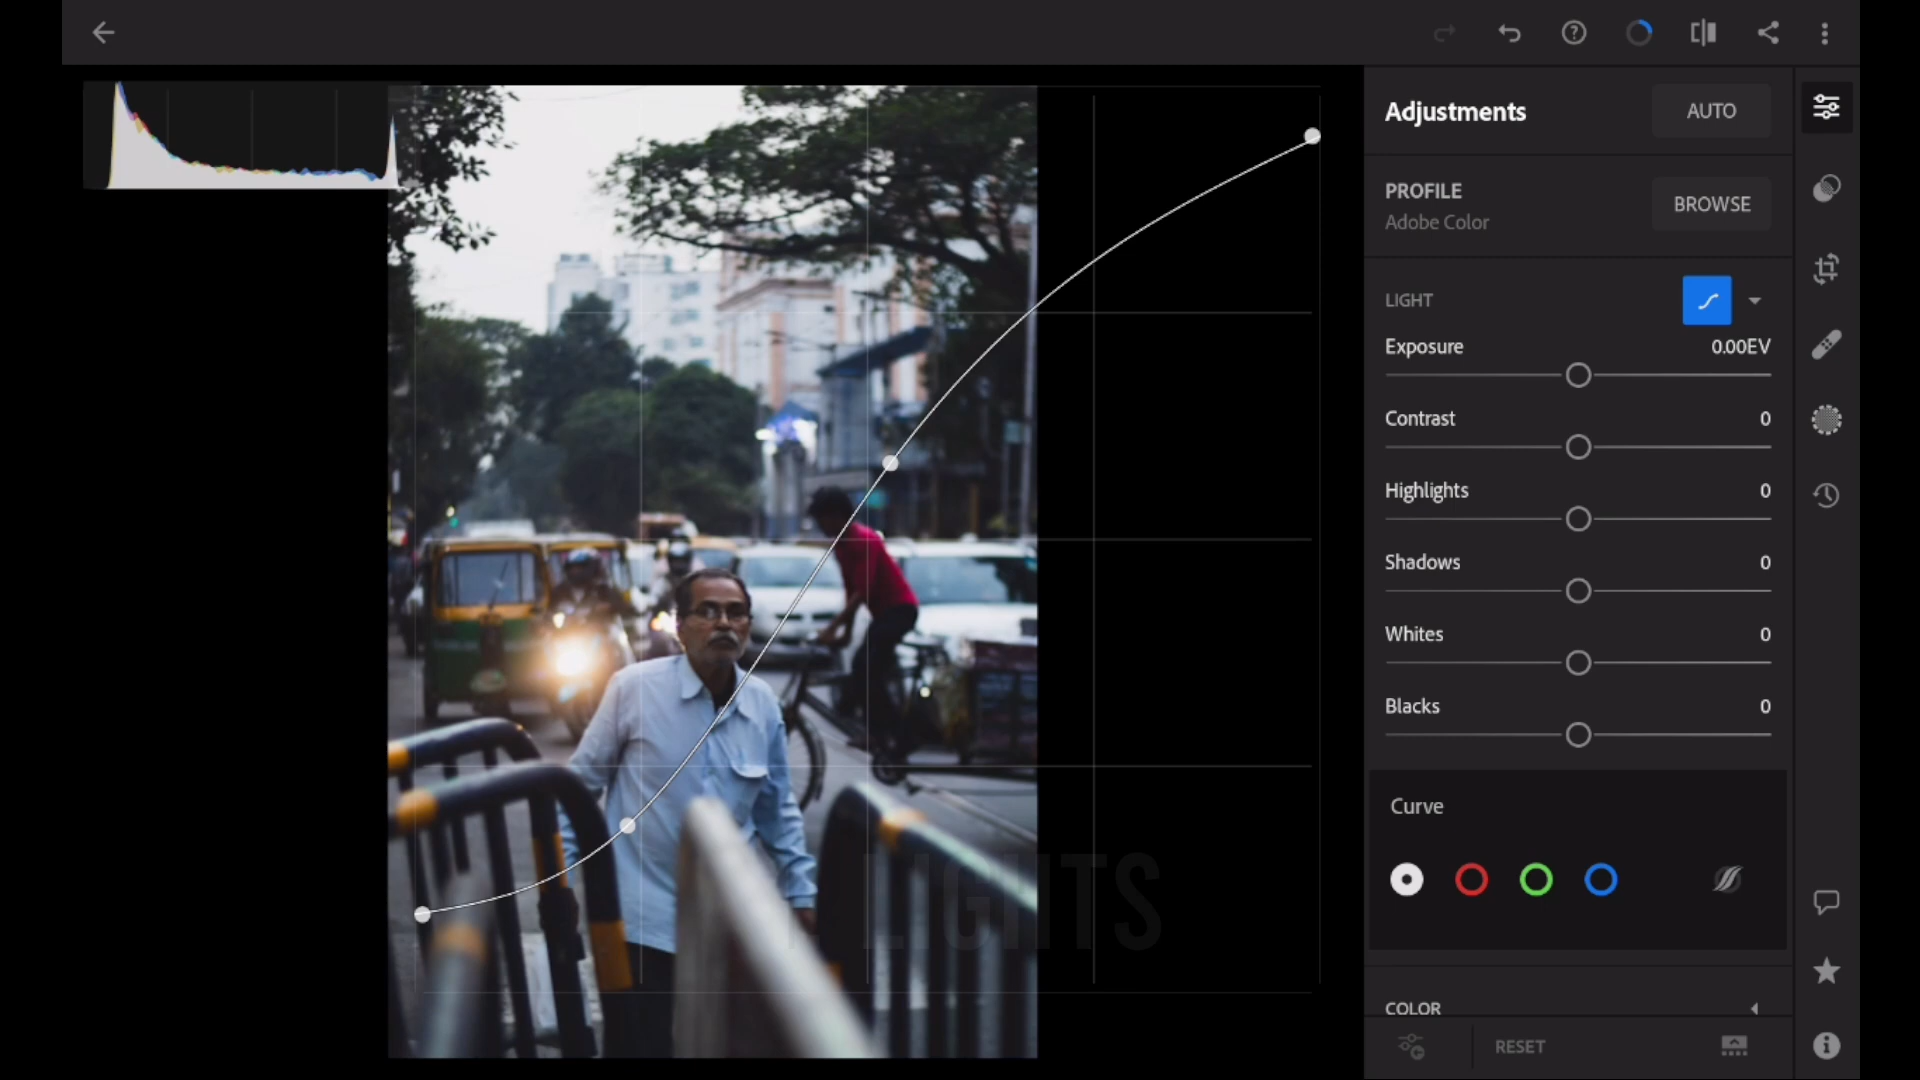 Adjustments
AUTO
PROFILE
BROWSE
Adobe Color
LIGHT
Exposure
0.00EV
Contrast
0
Highlights
0
Shadows
0
Whites
0
Blacks
0
Curve
LIGHTS
COLOR
RESET